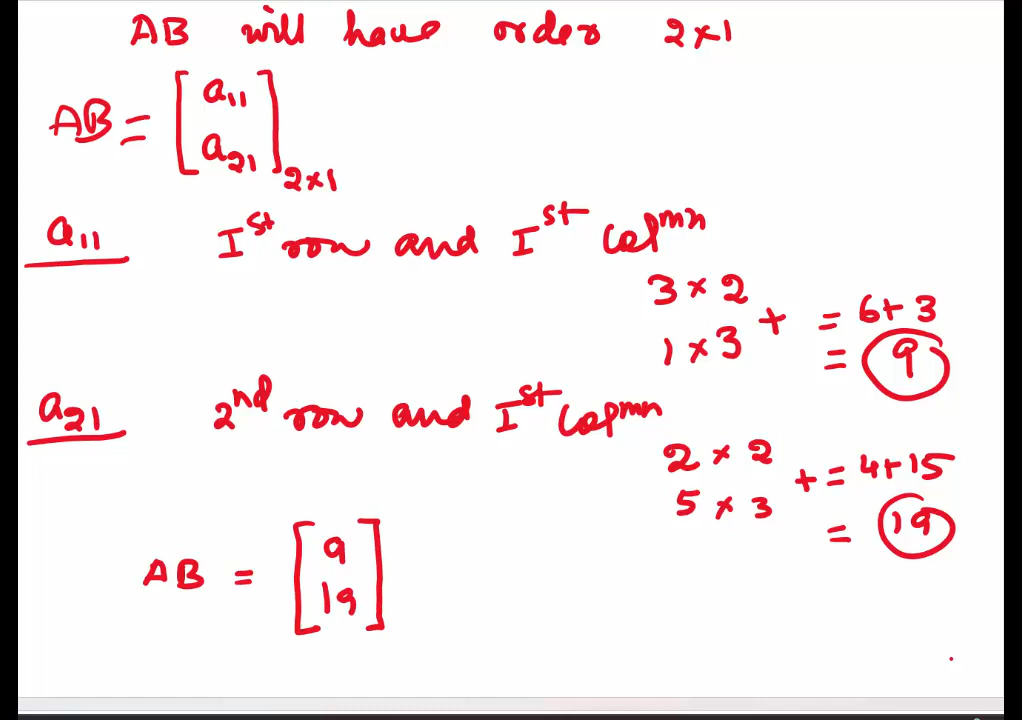 AB will have order 2×1
AB = [a11
a21]2×1
a11 Ist row and Ist colmn
3 × 2
1 × 3 + = 6+3
= 9
a21 2nd row and Ist colmn
2 × 2
5 × 3 + = 4+15
= 19
AB = [9
19]